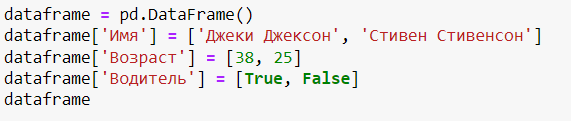 dataframe = pd.DataFrame()
dataframe['Имя'] = ['Джеки Джексон', 'Стивен Стивенсон']
dataframe['Возраст'] = [38, 25]
dataframe['Водитель'] = [True, False]
dataframe